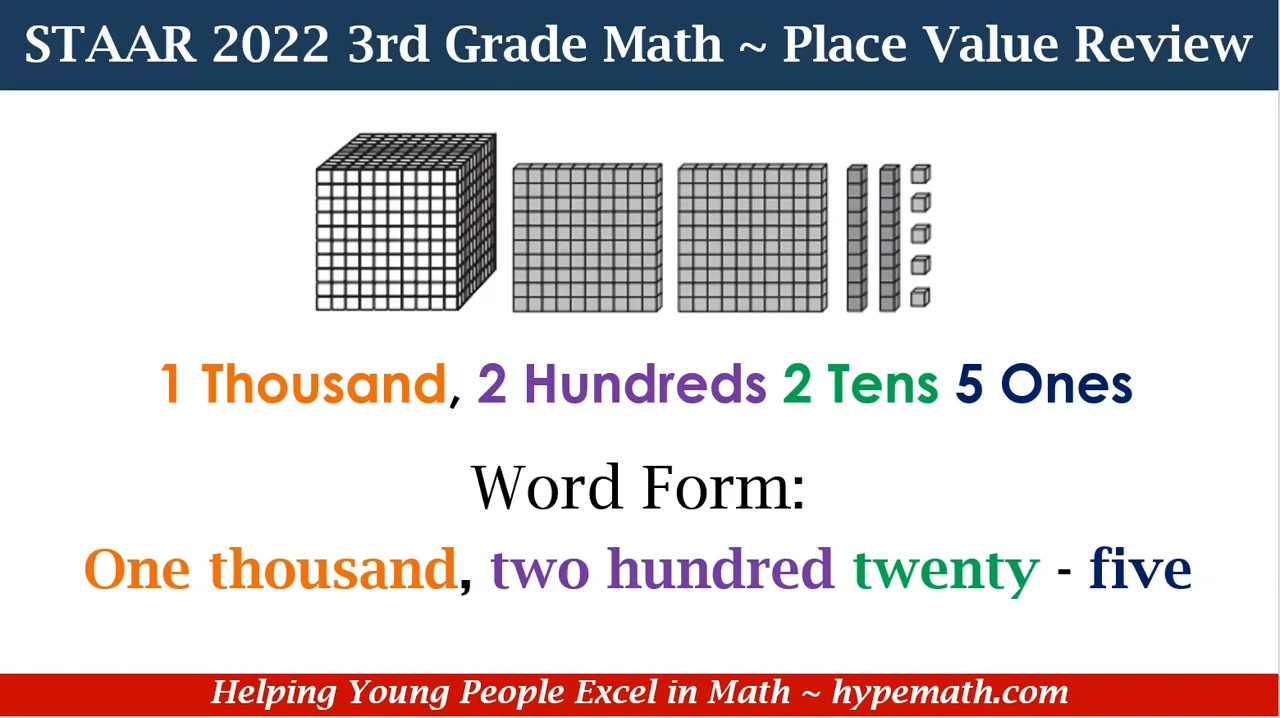 STAAR 2022 3rd Grade Math ~ Place Value Review
1 Thousand, 2 Hundreds 2 Tens 5 Ones
Word Form:
One thousand, two hundred twenty - five
Helping Young People Excel in Math ~ hypemath.com